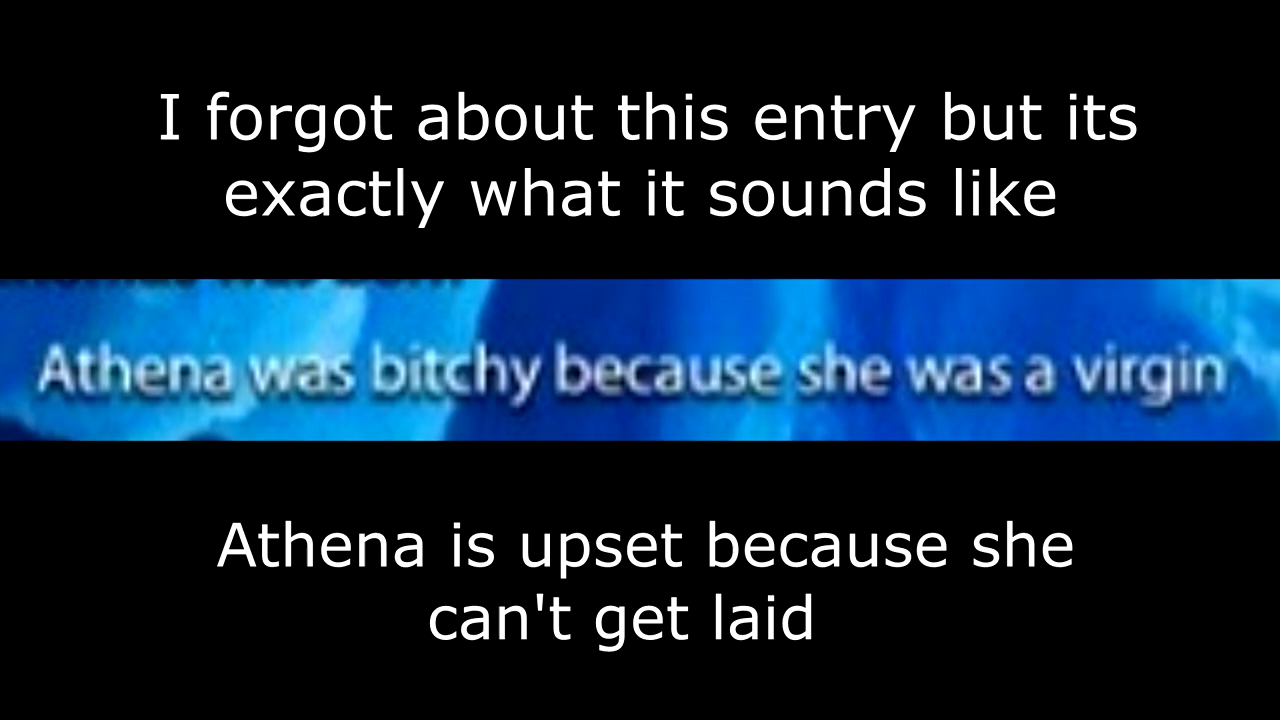 I forgot about this entry but its
exactly what it sounds like
Athena was bitchy because she was a virgin
Athena is upset because she
can't get laid